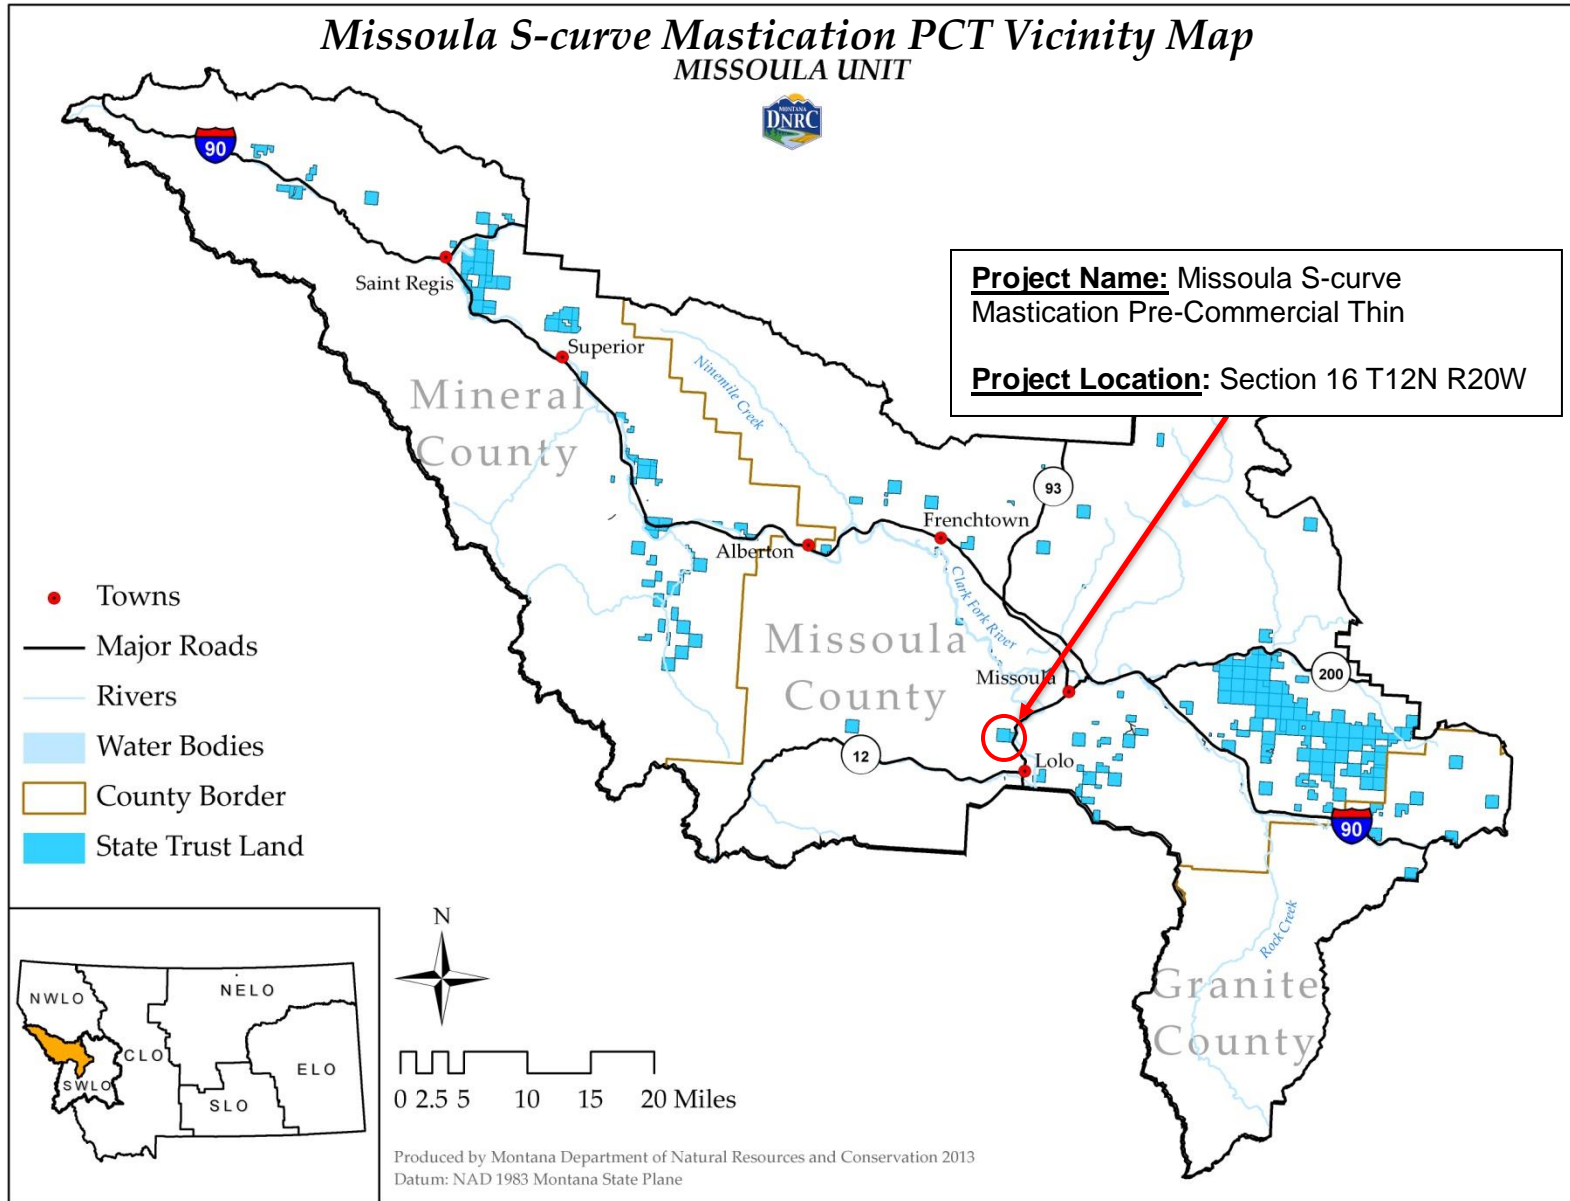 Missoula S-curve Mastication PCT Vicinity Map
MISSOULA UNIT
MONTANA
DNRC
90
Saint Regis
Superior
Mineral
County
Ninemile Creek
Project Name: Missoula S-curve
Mastication Pre-Commercial Thin
Project Location: Section 16 T12N R20W
93
Frenchtown
Alberton
Clark Fork River
Missoula
County
Missoula
200
12
Lolo
90
Rock Creek
Granite
County
Towns
Major Roads
Rivers
Water Bodies
County Border
State Trust Land
NWLO
NELO
CLO
ELO
SWLO
SLO
N
0 2.5 5 10 15 20 Miles
Produced by Montana Department of Natural Resources and Conservation 2013
Datum: NAD 1983 Montana State Plane